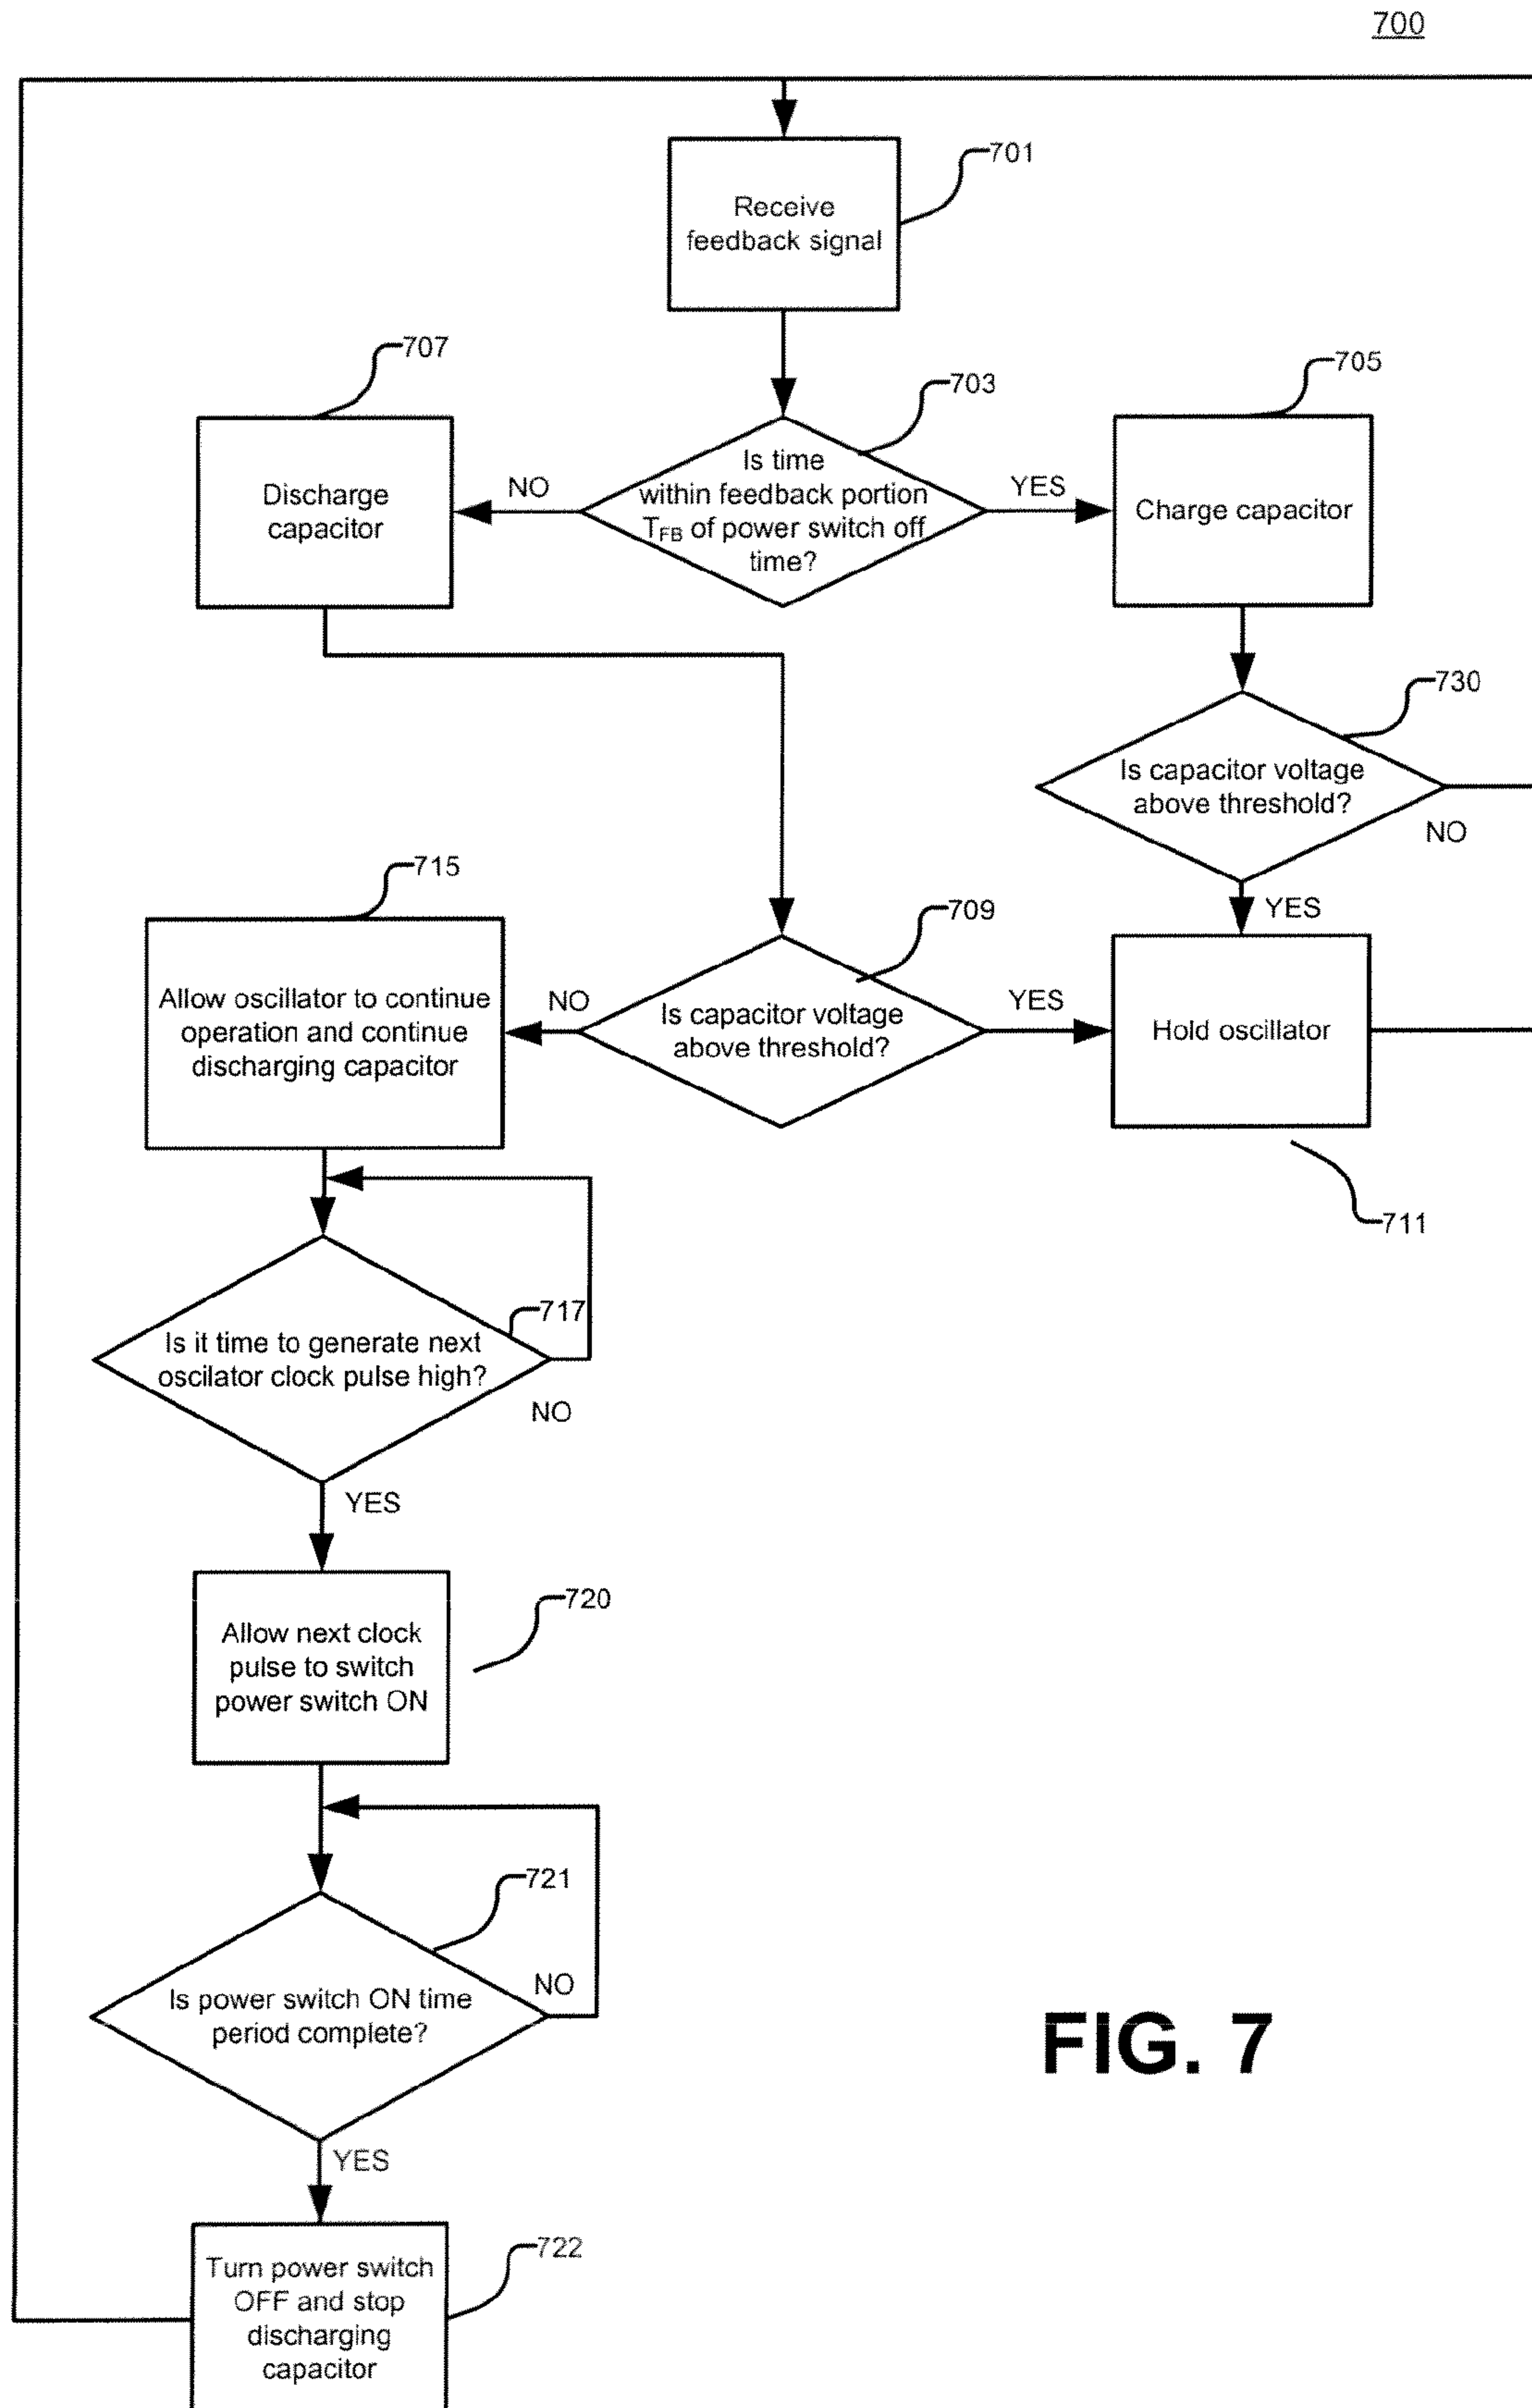 700
701
Receive
feedback signal
707
703
705
Discharge
capacitor
NO
Is time
within feedback portion
TFB of power switch off
time?
YES
Charge capacitor
730
Is capacitor voltage
above threshold?
NO
YES
715
709
Allow oscillator to continue
operation and continue
discharging capacitor
NO
Is capacitor voltage
above threshold?
YES
Hold oscillator
711
717
Is it time to generate next
oscilator clock pulse high?
NO
YES
720
Allow next clock
pulse to switch
power switch ON
721
Is power switch ON time
period complete?
NO
YES
722
Turn power switch
OFF and stop
discharging
capacitor
FIG. 7